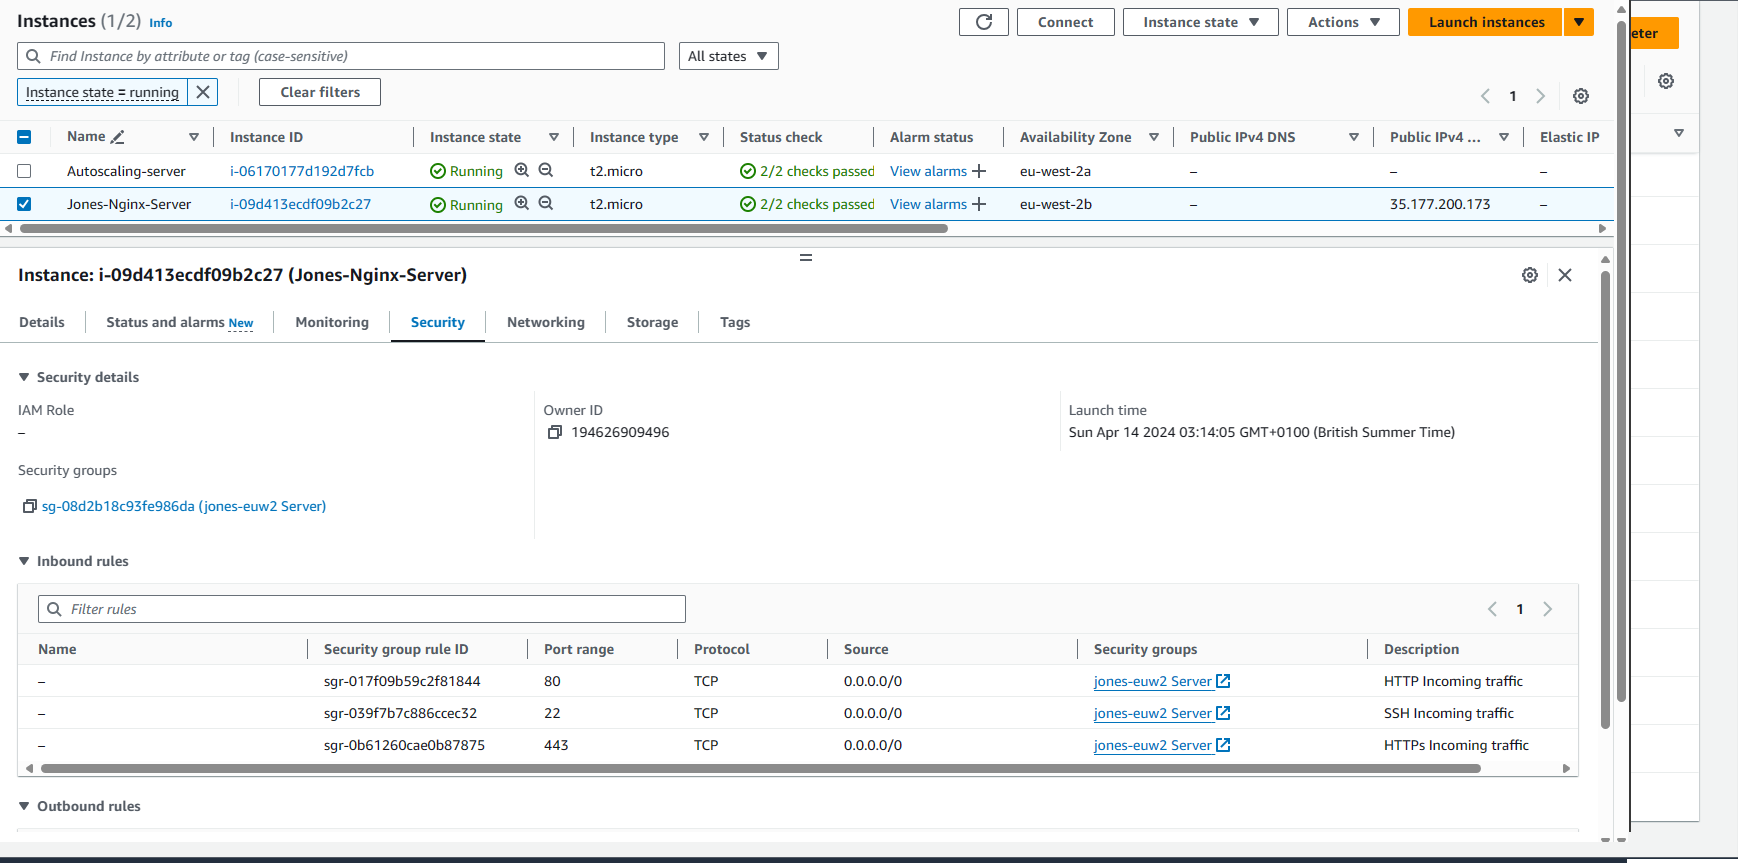 Instances (1/2) Info
Connect
Instance state
Actions
Launch instances
eter
Find Instance by attribute or tag (case-sensitive)
All states
Instance state = running
Clear filters
1
Name Instance ID Instance state Instance type Status check Alarm status Availability Zone Public IPv4 DNS Public IPv4 ... Elastic IP
Autoscaling-server i-06170177d192d7fcb Running t2.micro 2/2 checks passed View alarms + eu-west-2a – – –
Jones-Nginx-Server i-09d413ecdf09b2c27 Running t2.micro 2/2 checks passed View alarms + eu-west-2b – 35.177.200.173 –
Instance: i-09d413ecdf09b2c27 (Jones-Nginx-Server)
Details Status and alarms New Monitoring Security Networking Storage Tags
Security details
IAM Role
–
Owner ID
194626909496
Launch time
Sun Apr 14 2024 03:14:05 GMT+0100 (British Summer Time)
Security groups
sg-08d2b18c93fe986da (jones-euw2 Server)
Inbound rules
Filter rules
1
Name Security group rule ID Port range Protocol Source Security groups Description
– sgr-017f09b59c2f81844 80 TCP 0.0.0.0/0 jones-euw2 Server HTTP Incoming traffic
– sgr-039f7b7c886ccec32 22 TCP 0.0.0.0/0 jones-euw2 Server SSH Incoming traffic
– sgr-0b61260cae0b87875 443 TCP 0.0.0.0/0 jones-euw2 Server HTTPs Incoming traffic
Outbound rules